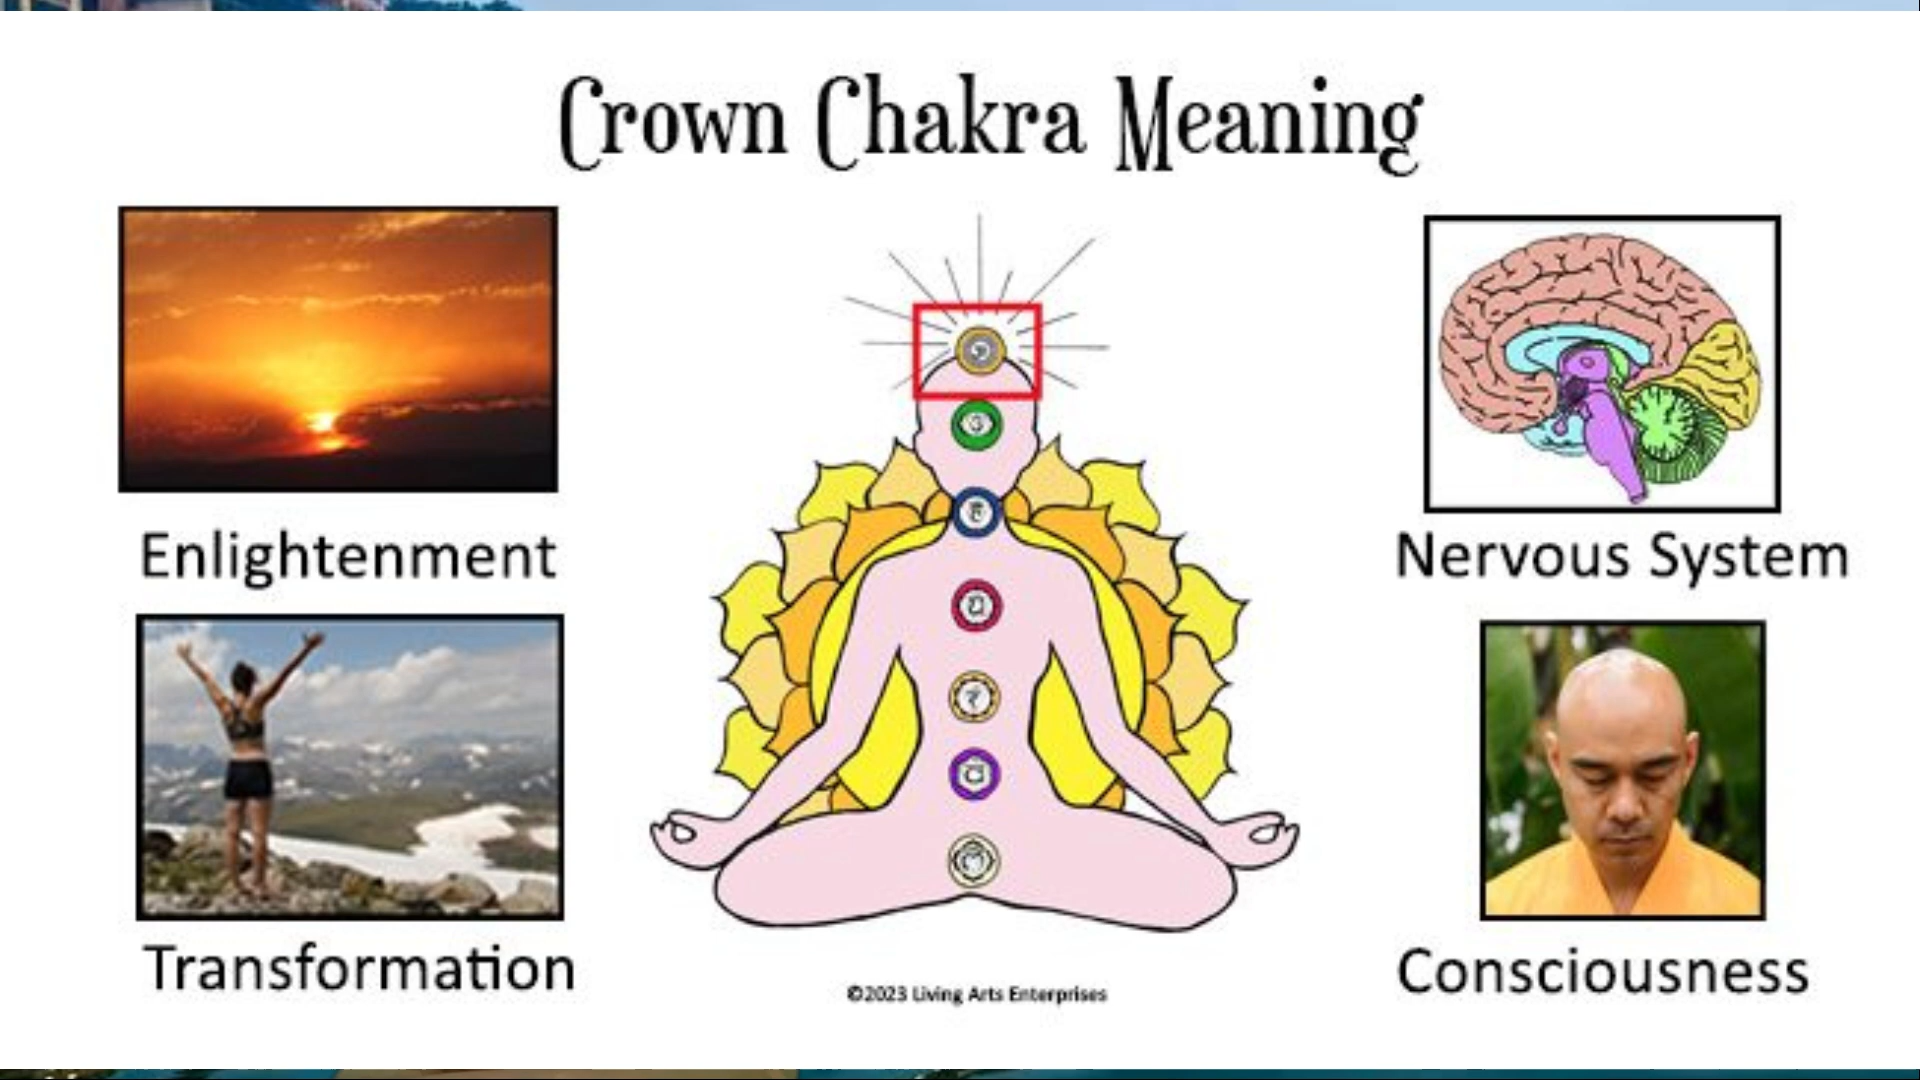 Crown Chakra Meaning
Enlightenment
Nervous System
Transformation
Consciousness
©2023 Living Arts Enterprises